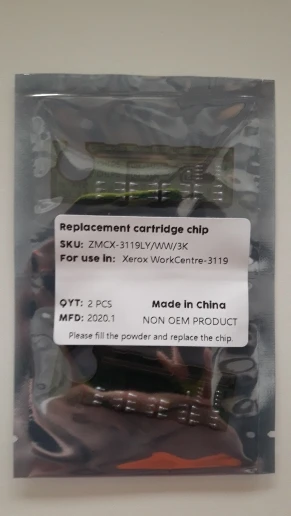 Replacement cartridge chip
SKU: ZMCX-3119LY/WW/3K
For use in: Xerox WorkCentre-3119
QYT: 2 PCS Made in China
MFD: 2020.1 NON OEM PRODUCT
Please fill the powder and replace the chip.